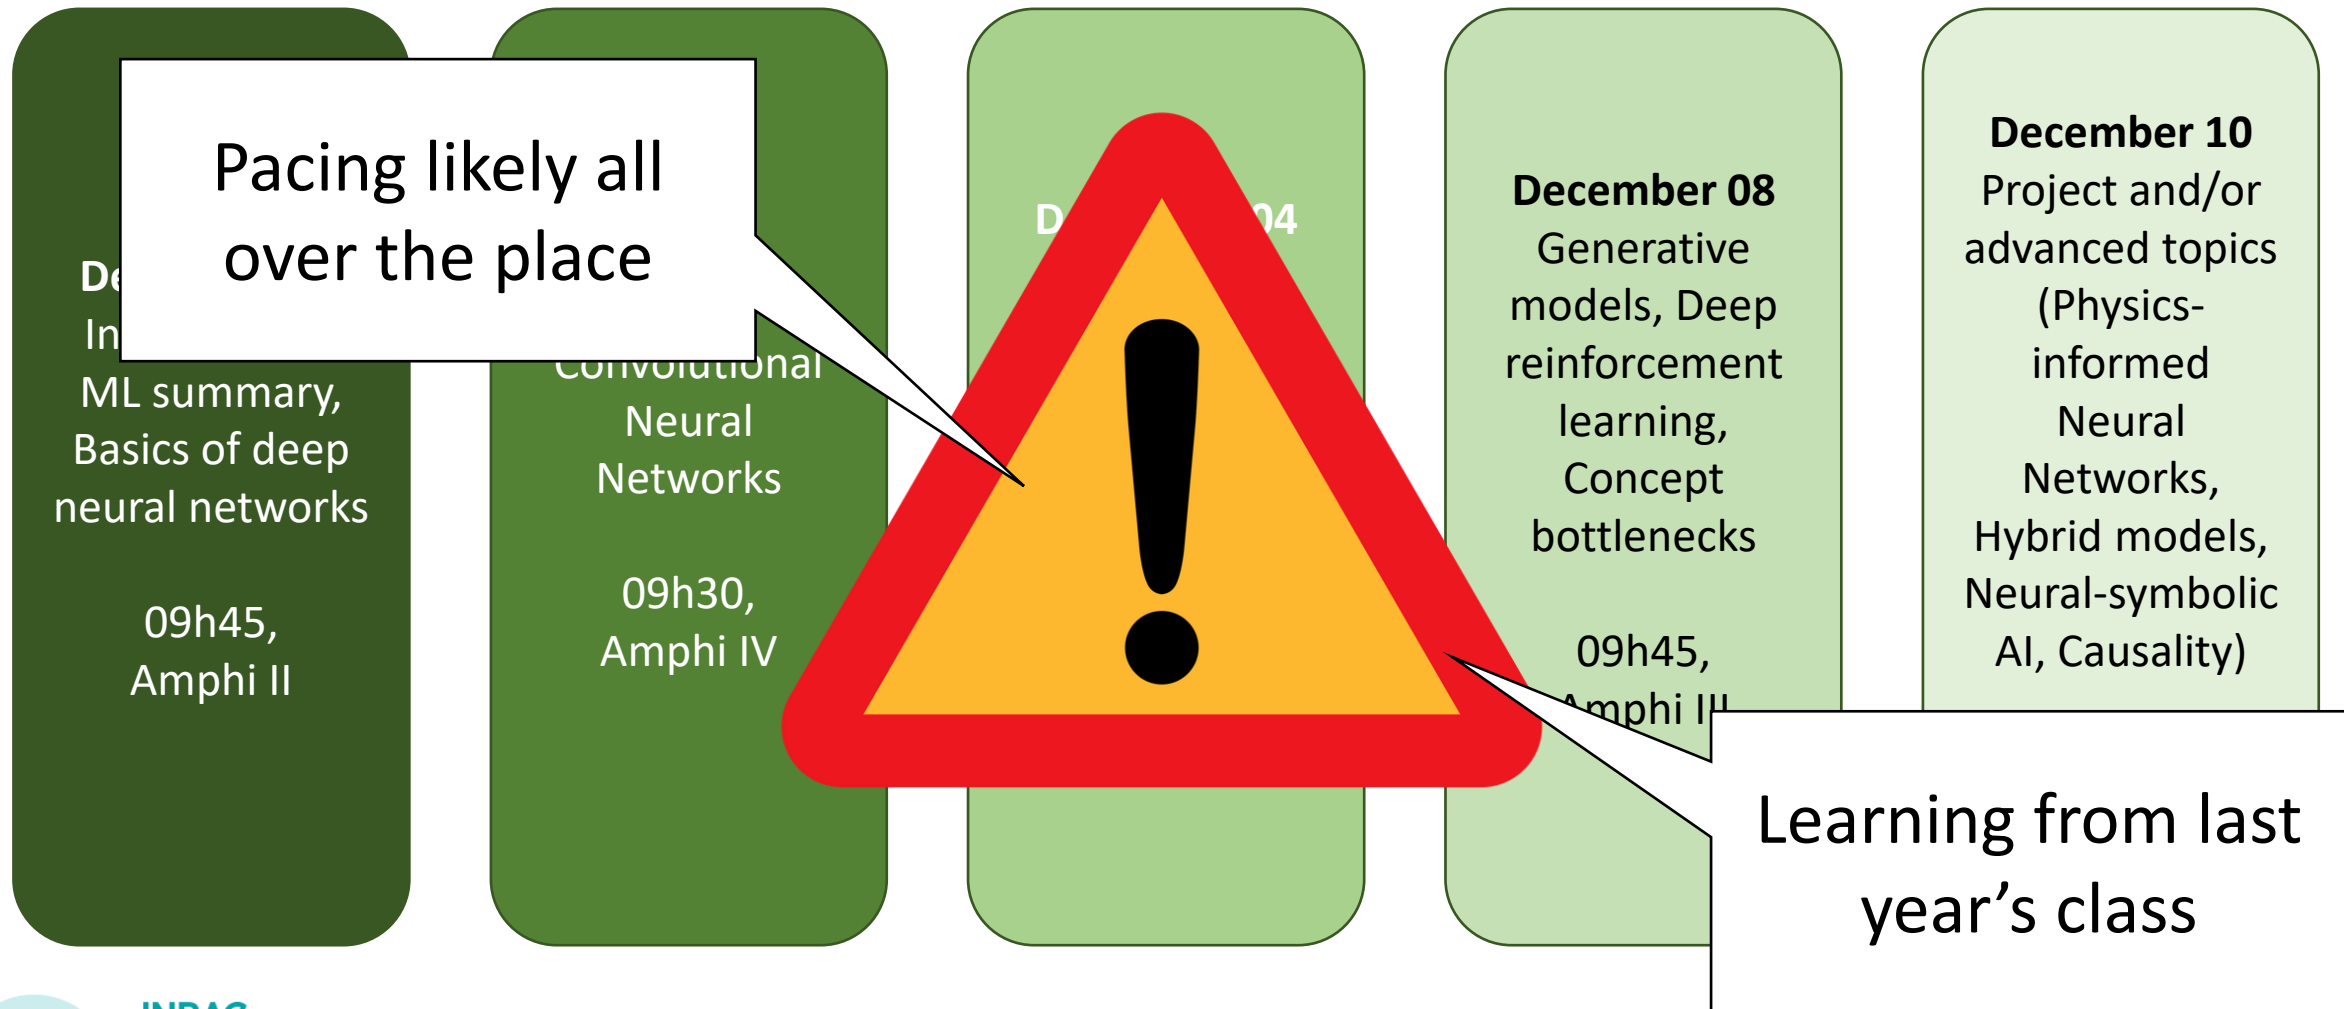 Pacing likely all
over the place
ML summary,
Basics of deep
neural networks
09h45,
Amphi II
Convolutional
Neural
Networks
09h30,
Amphi IV
04
December 08
Generative
models, Deep
reinforcement
learning,
Concept
bottlenecks
09h45,
Amphi III
December 10
Project and/or
advanced topics
(Physics-
informed
Neural
Networks,
Hybrid models,
Neural-symbolic
AI, Causality)
Learning from last
year’s class